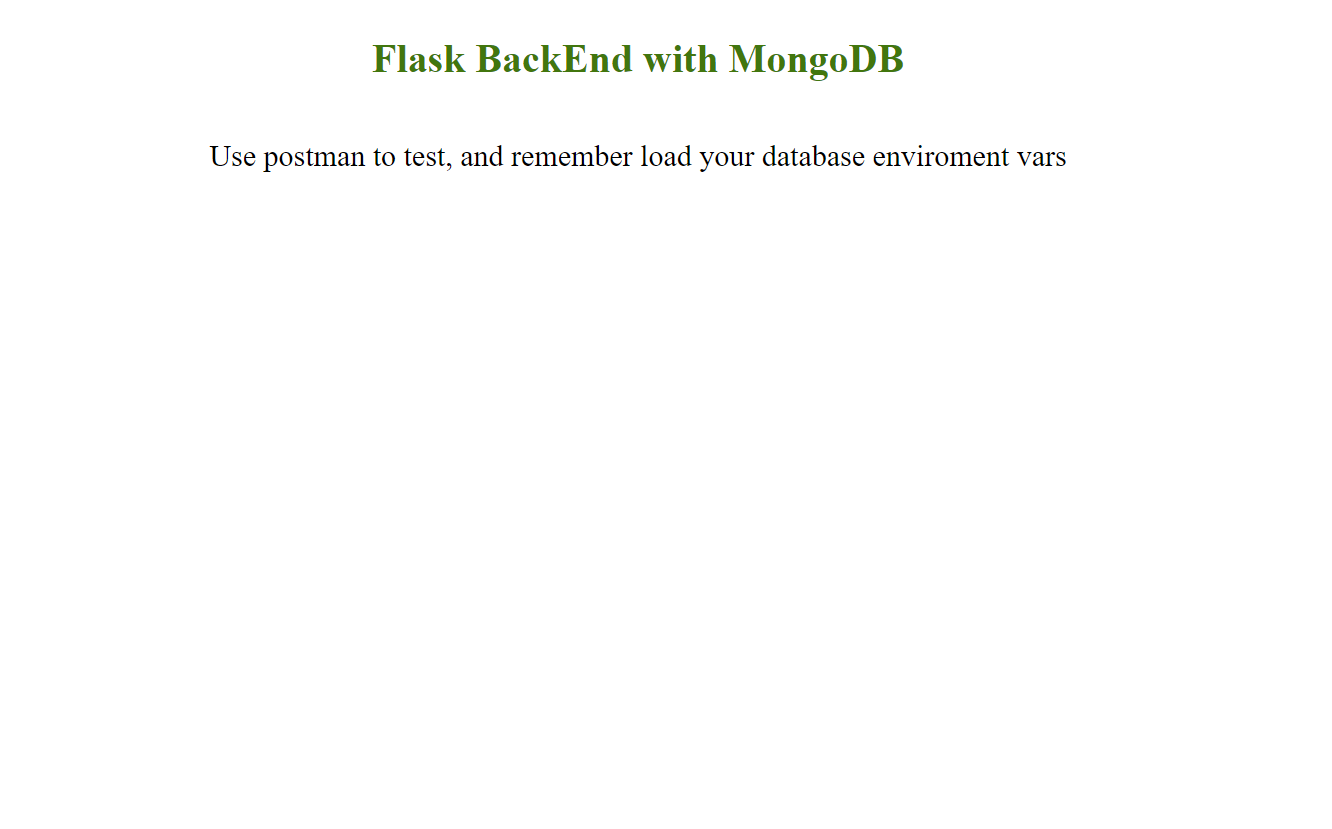 Flask BackEnd with MongoDB
Use postman to test, and remember load your database enviroment vars